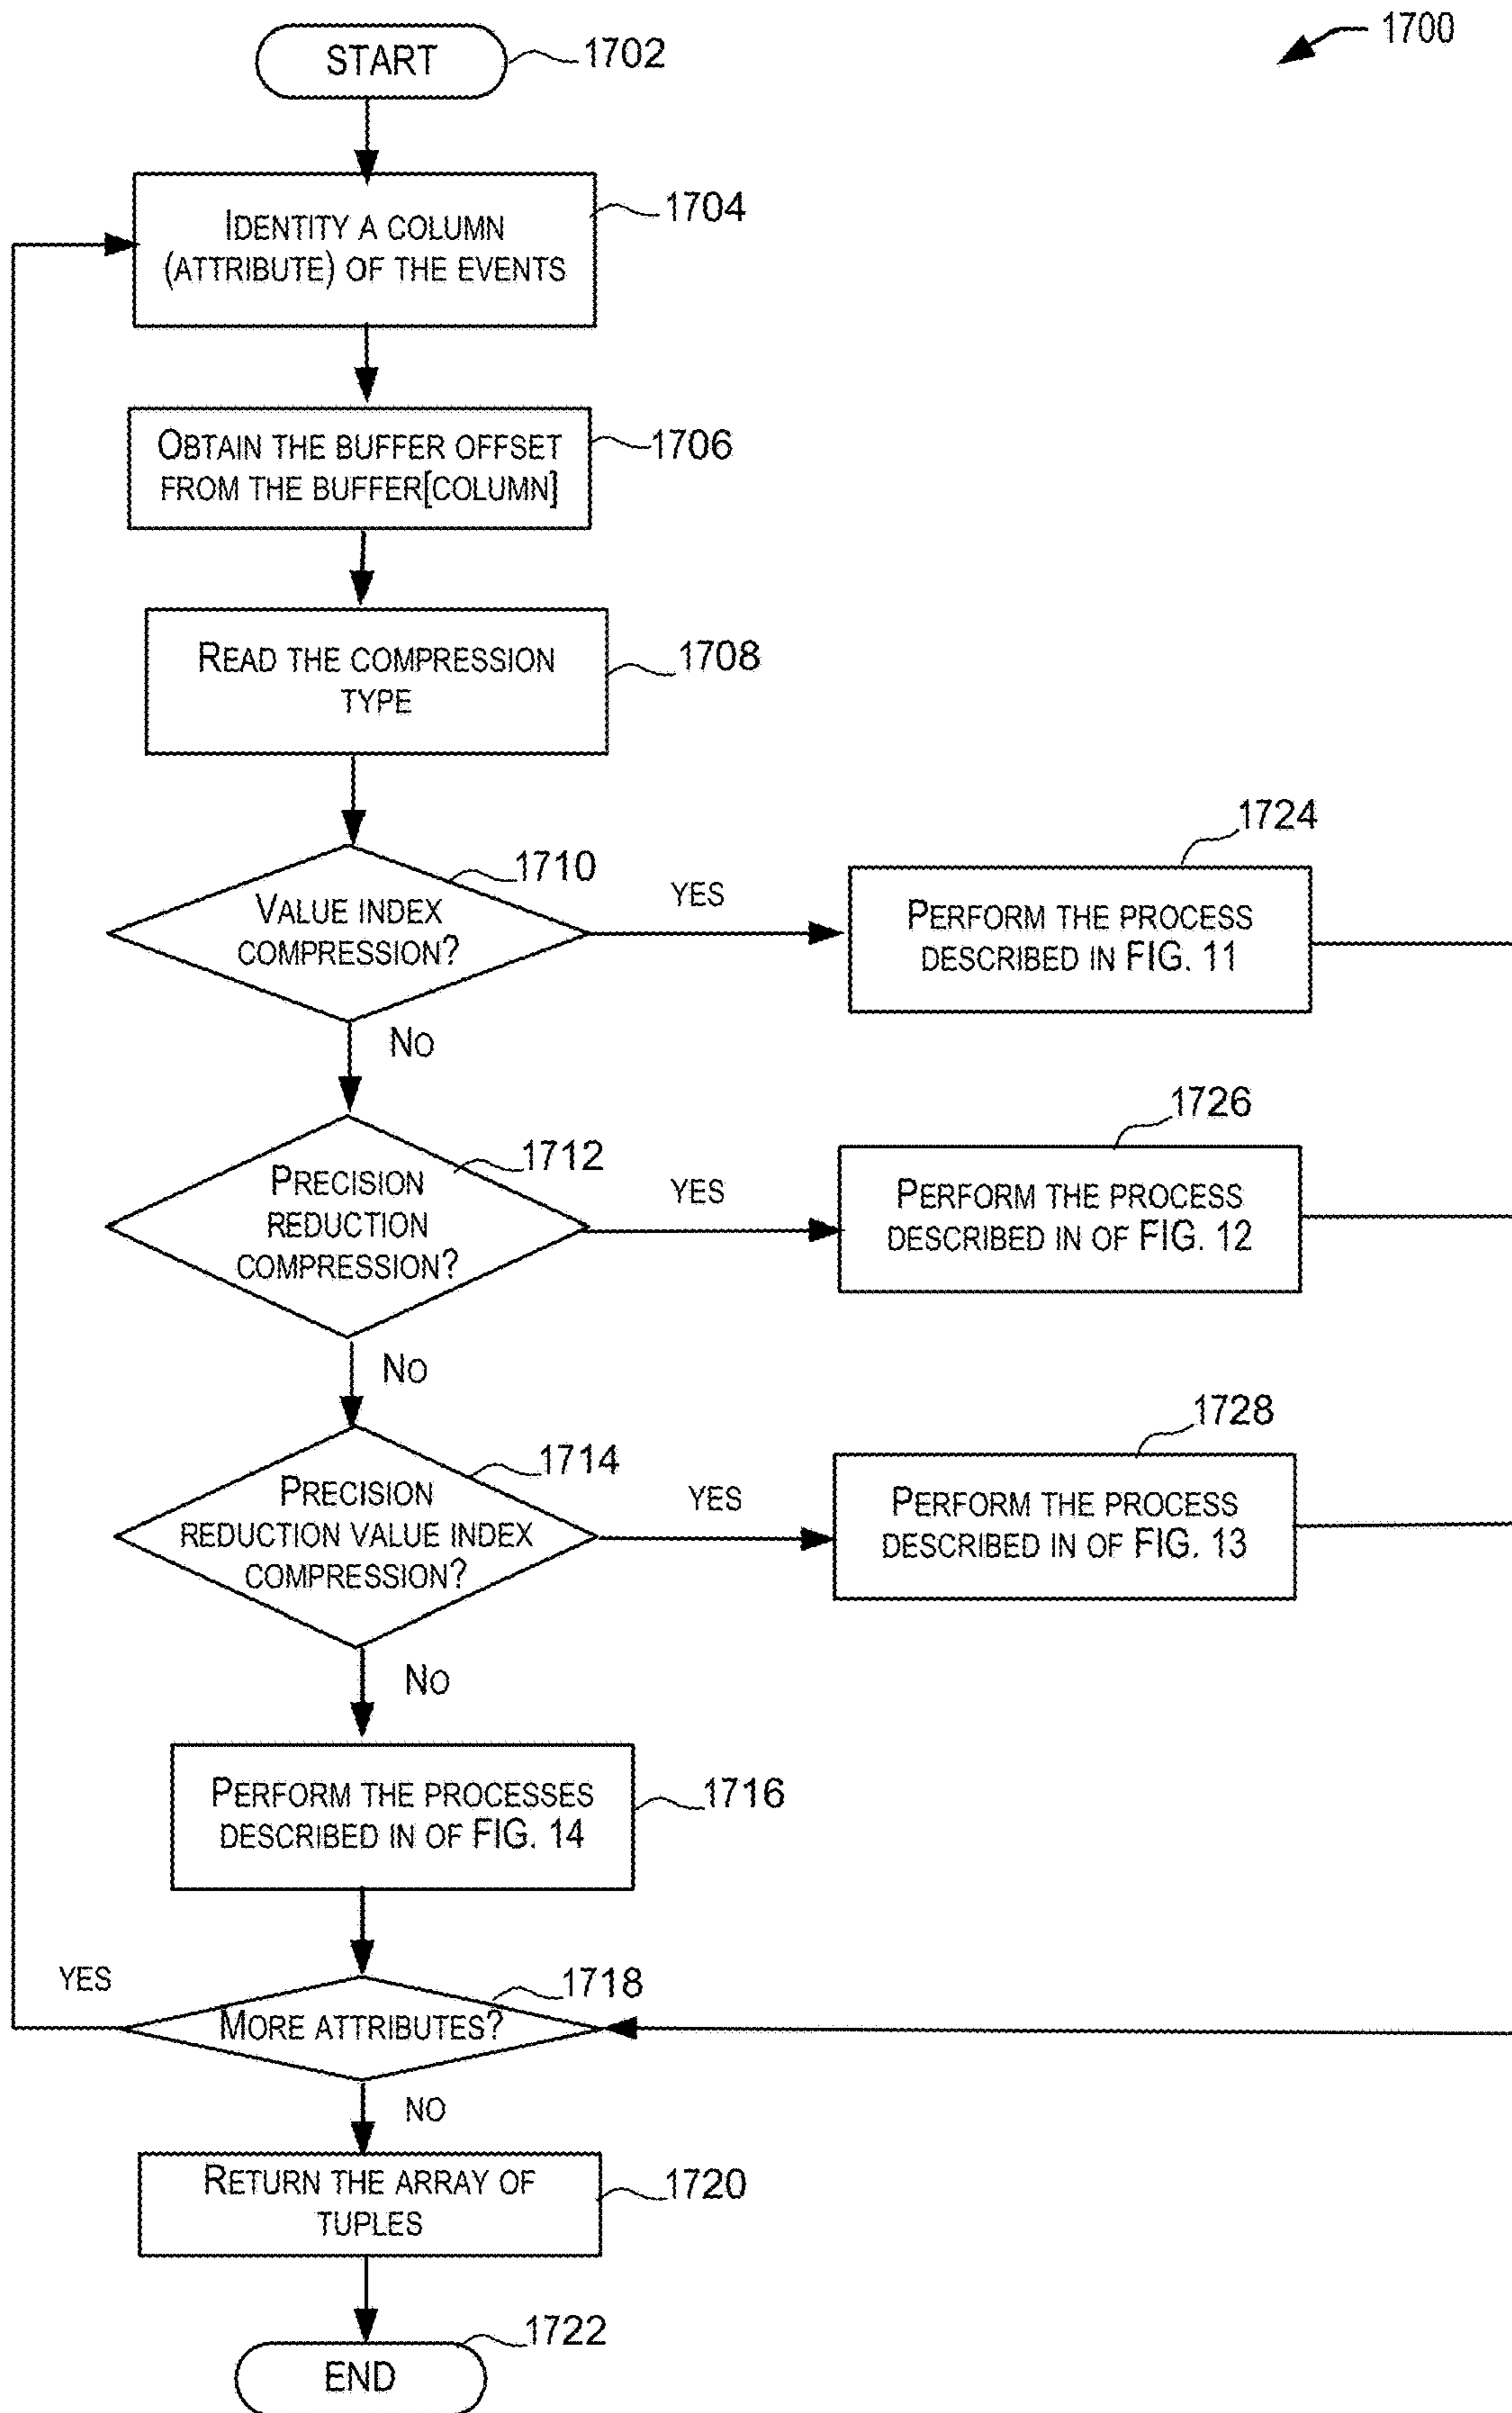 1700
START
1702
IDENTITY A COLUMN
(ATTRIBUTE) OF THE EVENTS
1704
OBTAIN THE BUFFER OFFSET
FROM THE BUFFER[COLUMN]
1706
READ THE COMPRESSION
TYPE
1708
VALUE INDEX
COMPRESSION?
1710
YES
PERFORM THE PROCESS
DESCRIBED IN FIG. 11
1724
NO
PRECISION
REDUCTION
COMPRESSION?
1712
YES
PERFORM THE PROCESS
DESCRIBED IN OF FIG. 12
1726
NO
PRECISION
REDUCTION VALUE INDEX
COMPRESSION?
1714
YES
PERFORM THE PROCESS
DESCRIBED IN OF FIG. 13
1728
NO
PERFORM THE PROCESSES
DESCRIBED IN OF FIG. 14
1716
YES
MORE ATTRIBUTES?
1718
NO
RETURN THE ARRAY OF
TUPLES
1720
END
1722